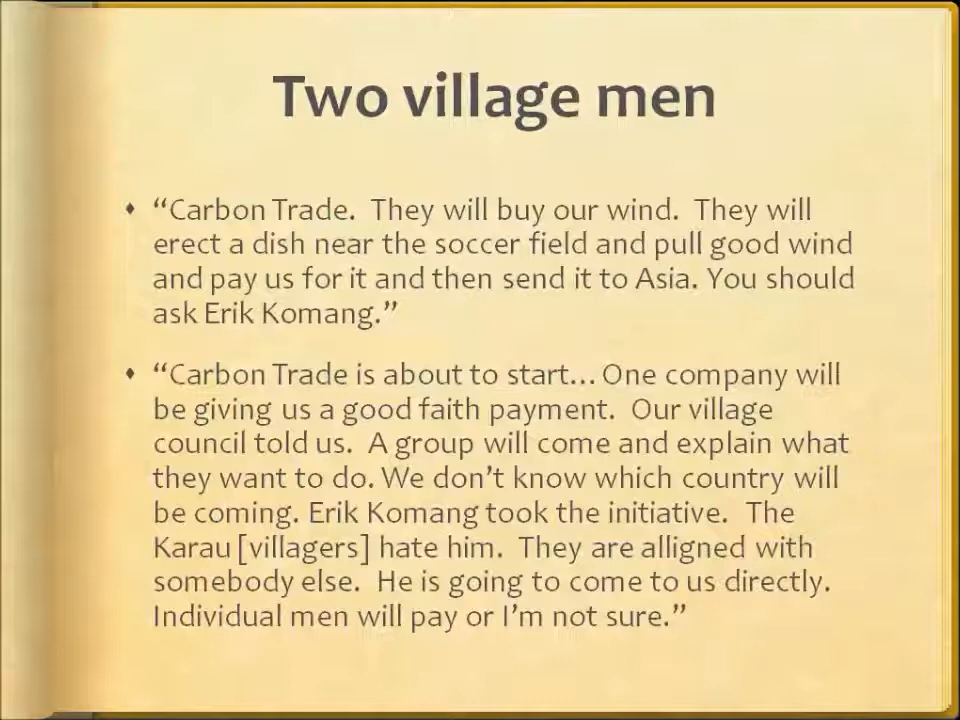 Two village men
⬧ “Carbon Trade.  They will buy our wind.  They will
erect a dish near the soccer field and pull good wind
and pay us for it and then send it to Asia. You should
ask Erik Komang.”
⬧ “Carbon Trade is about to start… One company will
be giving us a good faith payment.  Our village
council told us.  A group will come and explain what
they want to do. We don’t know which country will
be coming. Erik Komang took the initiative.  The
Karau [villagers] hate him.  They are alligned with
somebody else.  He is going to come to us directly.
Individual men will pay or I’m not sure.”